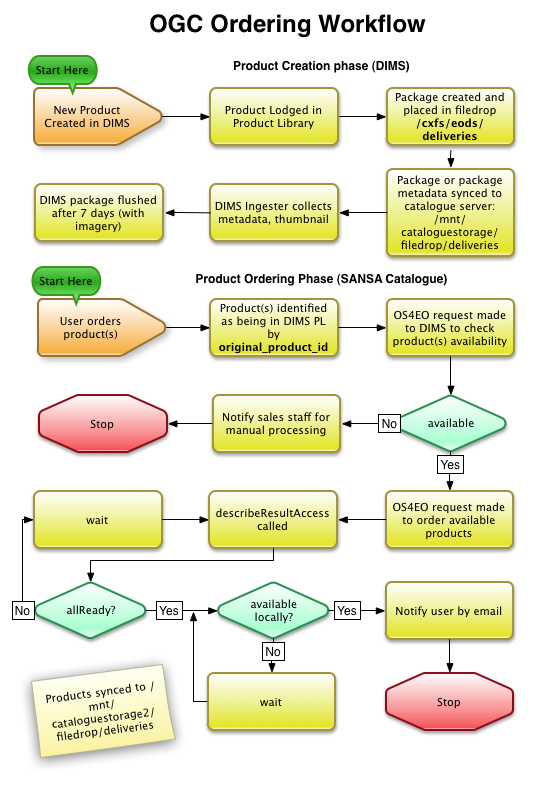 OGC Ordering Workflow
Product Creation phase (DIMS)
Start Here
New Product
Created in DIMS
Product Lodged in
Product Library
Package created and
placed in filedrop
/cxfs/eods/
deliveries
DIMS package flushed
after 7 days (with
imagery)
DIMS Ingester collects
metadata, thumbnail
Package or package
metadata synced to
catalogue server:
/mnt/
cataloguestorage/
filedrop/deliveries
Product Ordering Phase (SANSA Catalogue)
Start Here
User orders
product(s)
Product(s) identified
as being in DIMS PL
by
original_product_id
OS4EO request made
to DIMS to check
product(s) availability
Stop
Notify sales staff for
manual processing
No
available
Yes
wait
describeResultAccess
called
OS4EO request made
to order available
products
No
allReady?
Yes
available
locally?
Yes
Notify user by email
No
Products synced to /
mnt/
cataloguestorage2/
filedrop/deliveries
wait
Stop